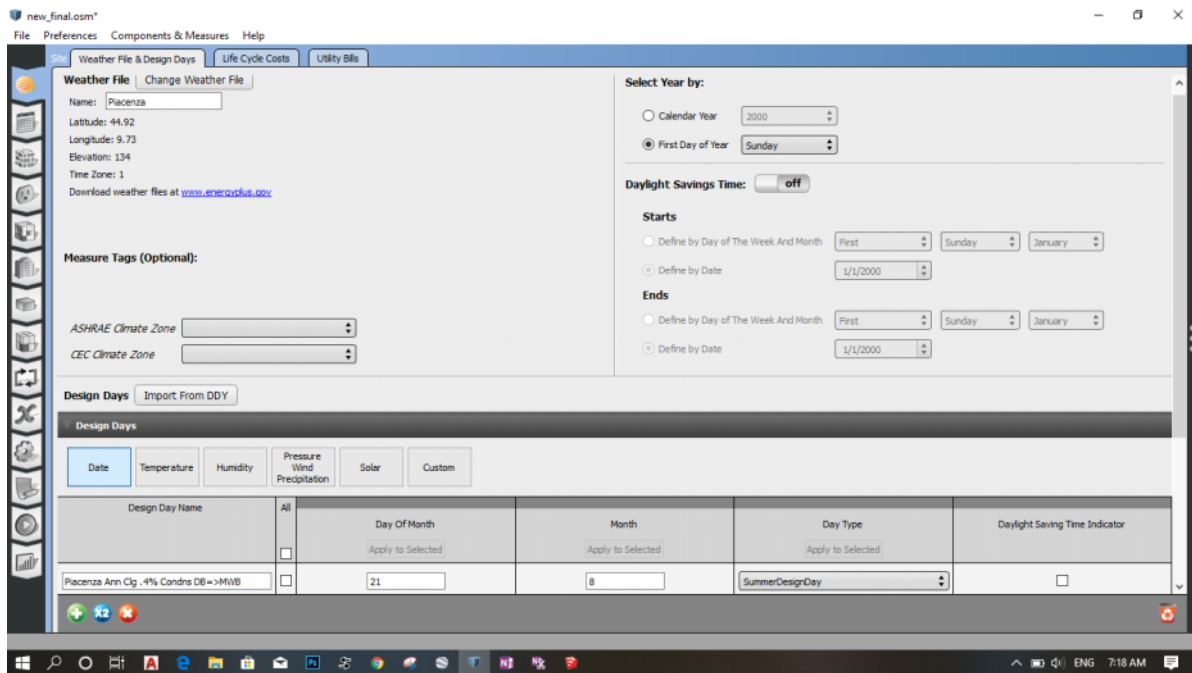 new_final.osm*
File Preferences Components & Measures Help
Site Weather File & Design Days Life Cycle Costs Utility Bills
Weather File Change Weather File
Name: Piacenza
Latitude: 44.92
Longitude: 9.73
Elevation: 134
Time Zone: 1
Download weather files at www.energyplus.gov
Measure Tags (Optional):
ASHRAE Climate Zone
CEC Climate Zone
Select Year by:
Calendar Year 2000
First Day of Year Sunday
Daylight Savings Time: off
Starts
Define by Day of The Week And Month First Sunday January
Define by Date 1/1/2000
Ends
Define by Day of The Week And Month First Sunday January
Define by Date 1/1/2000
Design Days Import From DDY
Design Days
Date Temperature Humidity Pressure Wind Precipitation Solar Custom
Design Day Name All Day Of Month Month Day Type Daylight Saving Time Indicator
Apply to Selected Apply to Selected Apply to Selected
Piacenza Ann Clg .4% Condns DB=>MWB 21 8 SummerDesignDay
X2
A Ps N
ENG 7:18 AM